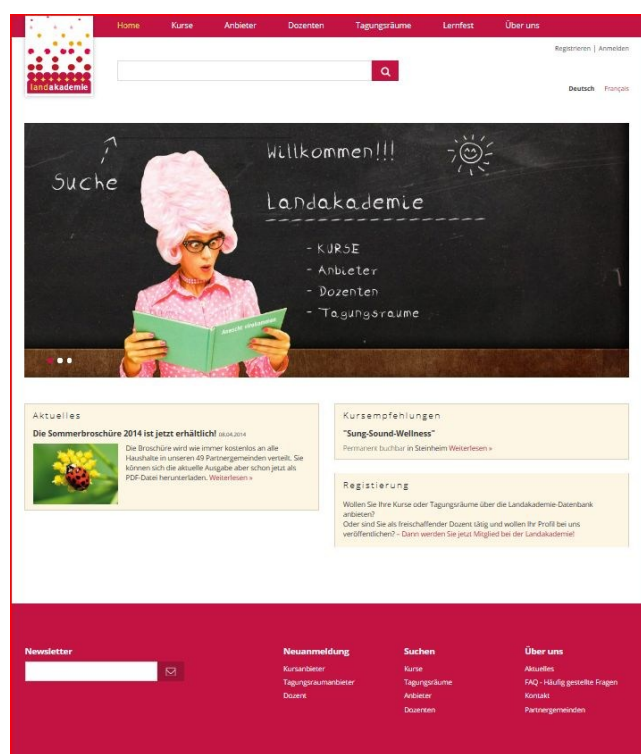 Home Kurse Anbieter Dozenten Tagungsräume Lernfest Über uns
landakademie
Registrieren | Anmelden
Deutsch Français
Suche
Willkommen!!!
Landakademie
- KURSE
- Anbieter
- Dozenten
- Tagungsraume
Aktuelles
Die Sommerbroschüre 2014 ist jetzt erhältlich! 08.04.2014
Die Broschüre wird wie immer kostenlos an alle
Haushalte in unseren 49 Partnergemeinden verteilt. Sie
können sich die aktuelle Ausgabe aber schon jetzt als
PDF-Datei herunterladen. Weiterlesen »
Kursempfehlungen
"Sung-Sound-Wellness"
Permanent buchbar in Steinheim Weiterlesen »
Registierung
Wollen Sie Ihre Kurse oder Tagungsräume über die Landakademie-Datenbank
anbieten?
Oder sind Sie als freischaffender Dozent tätig und wollen Ihr Profil bei uns
veröffentlichen? – Dann werden Sie jetzt Mitglied bei der Landakademie!
Newsletter
Neuanmeldung
Kursanbieter
Tagungsraumanbieter
Dozent
Suchen
Kurse
Tagungsräume
Anbieter
Dozenten
Über uns
Aktuelles
FAQ - Häufig gestellte Fragen
Kontakt
Partnergemeinden